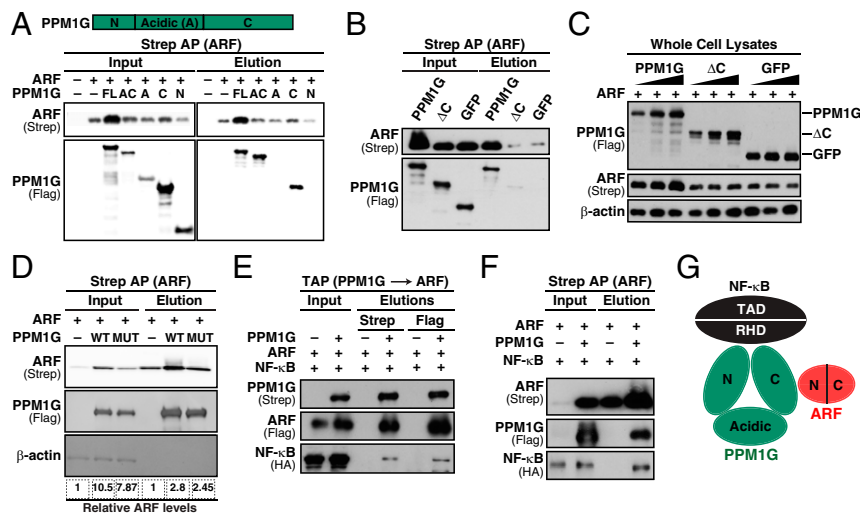 A
PPM1G N Acidic (A) C
Strep AP (ARF)
Input Elution
ARF – + + + + + – + + + + + +
PPM1G – – FL AC A C N – – FL AC A C N
ARF
(Strep)
PPM1G
(Flag)
B
Strep AP (ARF)
Input Elution
PPM1G ΔC GFP PPM1G ΔC GFP
ARF
(Strep)
PPM1G
(Flag)
C
Whole Cell Lysates
PPM1G ΔC GFP
ARF + + + + + + + + +
PPM1G
(Flag)
PPM1G
ΔC
GFP
ARF
(Strep)
β-actin
D
Strep AP (ARF)
Input Elution
ARF + + + + + +
PPM1G – WT MUT – WT MUT
ARF
(Strep)
PPM1G
(Flag)
β-actin
1 10.5 7.87 1 2.8 2.45
Relative ARF levels
E
TAP (PPM1G → ARF)
Input Elutions
Strep Flag
PPM1G – + – + – +
ARF + + + + + +
NF-κB + + + + + +
PPM1G
(Strep)
ARF
(Flag)
NF-κB
(HA)
F
Strep AP (ARF)
Input Elution
ARF + + + +
PPM1G – + – +
NF-κB + + + +
ARF
(Strep)
PPM1G
(Flag)
NF-κB
(HA)
G
NF-κB
TAD
RHD
N C
N C
ARF
Acidic
PPM1G